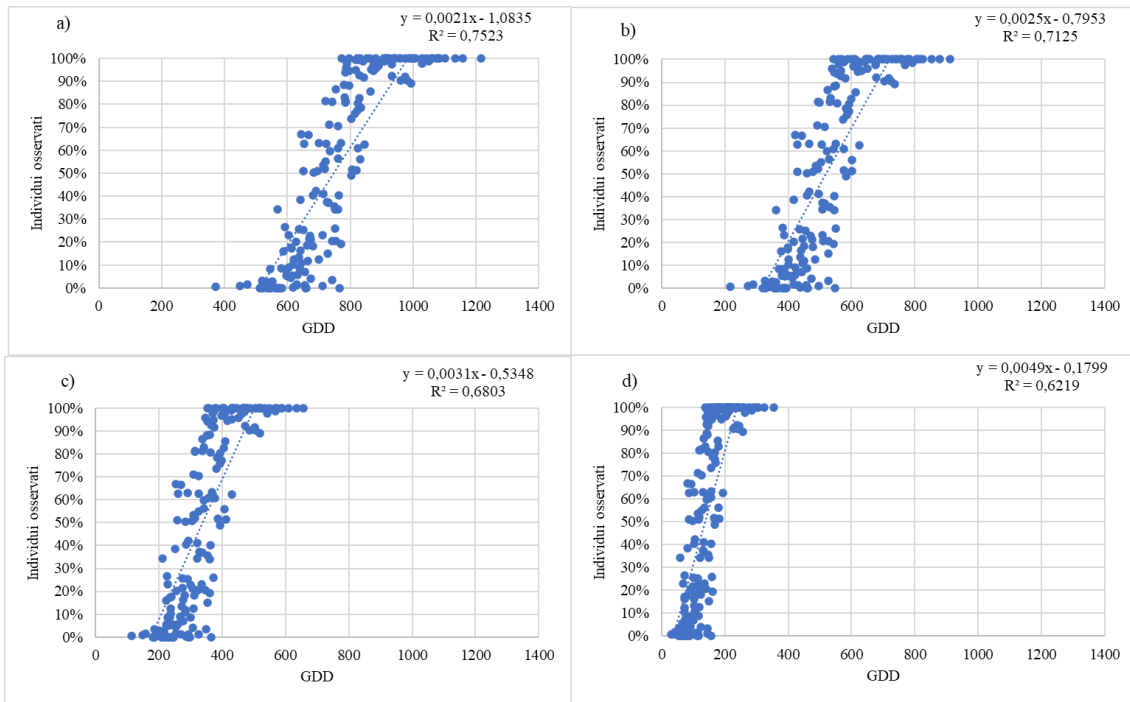 a)
y = 0,0021x - 1,0835
R² = 0,7523
100%
90%
80%
70%
60%
50%
40%
30%
20%
10%
0%
Individui osservati
0 200 400 600 800 1000 1200 1400
GDD
b)
y = 0,0025x - 0,7953
R² = 0,7125
100%
90%
80%
70%
60%
50%
40%
30%
20%
10%
0%
Individui osservati
0 200 400 600 800 1000 1200 1400
GDD
c)
y = 0,0031x - 0,5348
R² = 0,6803
100%
90%
80%
70%
60%
50%
40%
30%
20%
10%
0%
Individui osservati
0 200 400 600 800 1000 1200 1400
GDD
d)
y = 0,0049x - 0,1799
R² = 0,6219
100%
90%
80%
70%
60%
50%
40%
30%
20%
10%
0%
Individui osservati
0 200 400 600 800 1000 1200 1400
GDD